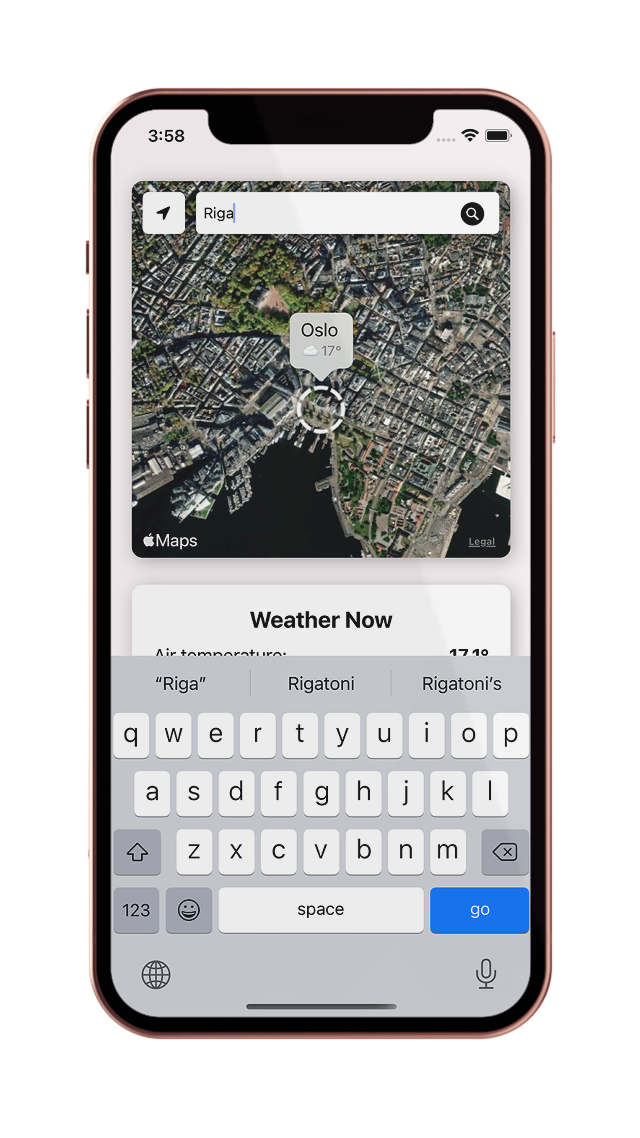 3:58
Riga
Oslo
17°
Maps
Legal
Weather Now
Air temperature: 17.1°
“Riga” Rigatoni Rigatoni’s
q w e r t y u i o p
a s d f g h j k l
z x c v b n m
123 space go